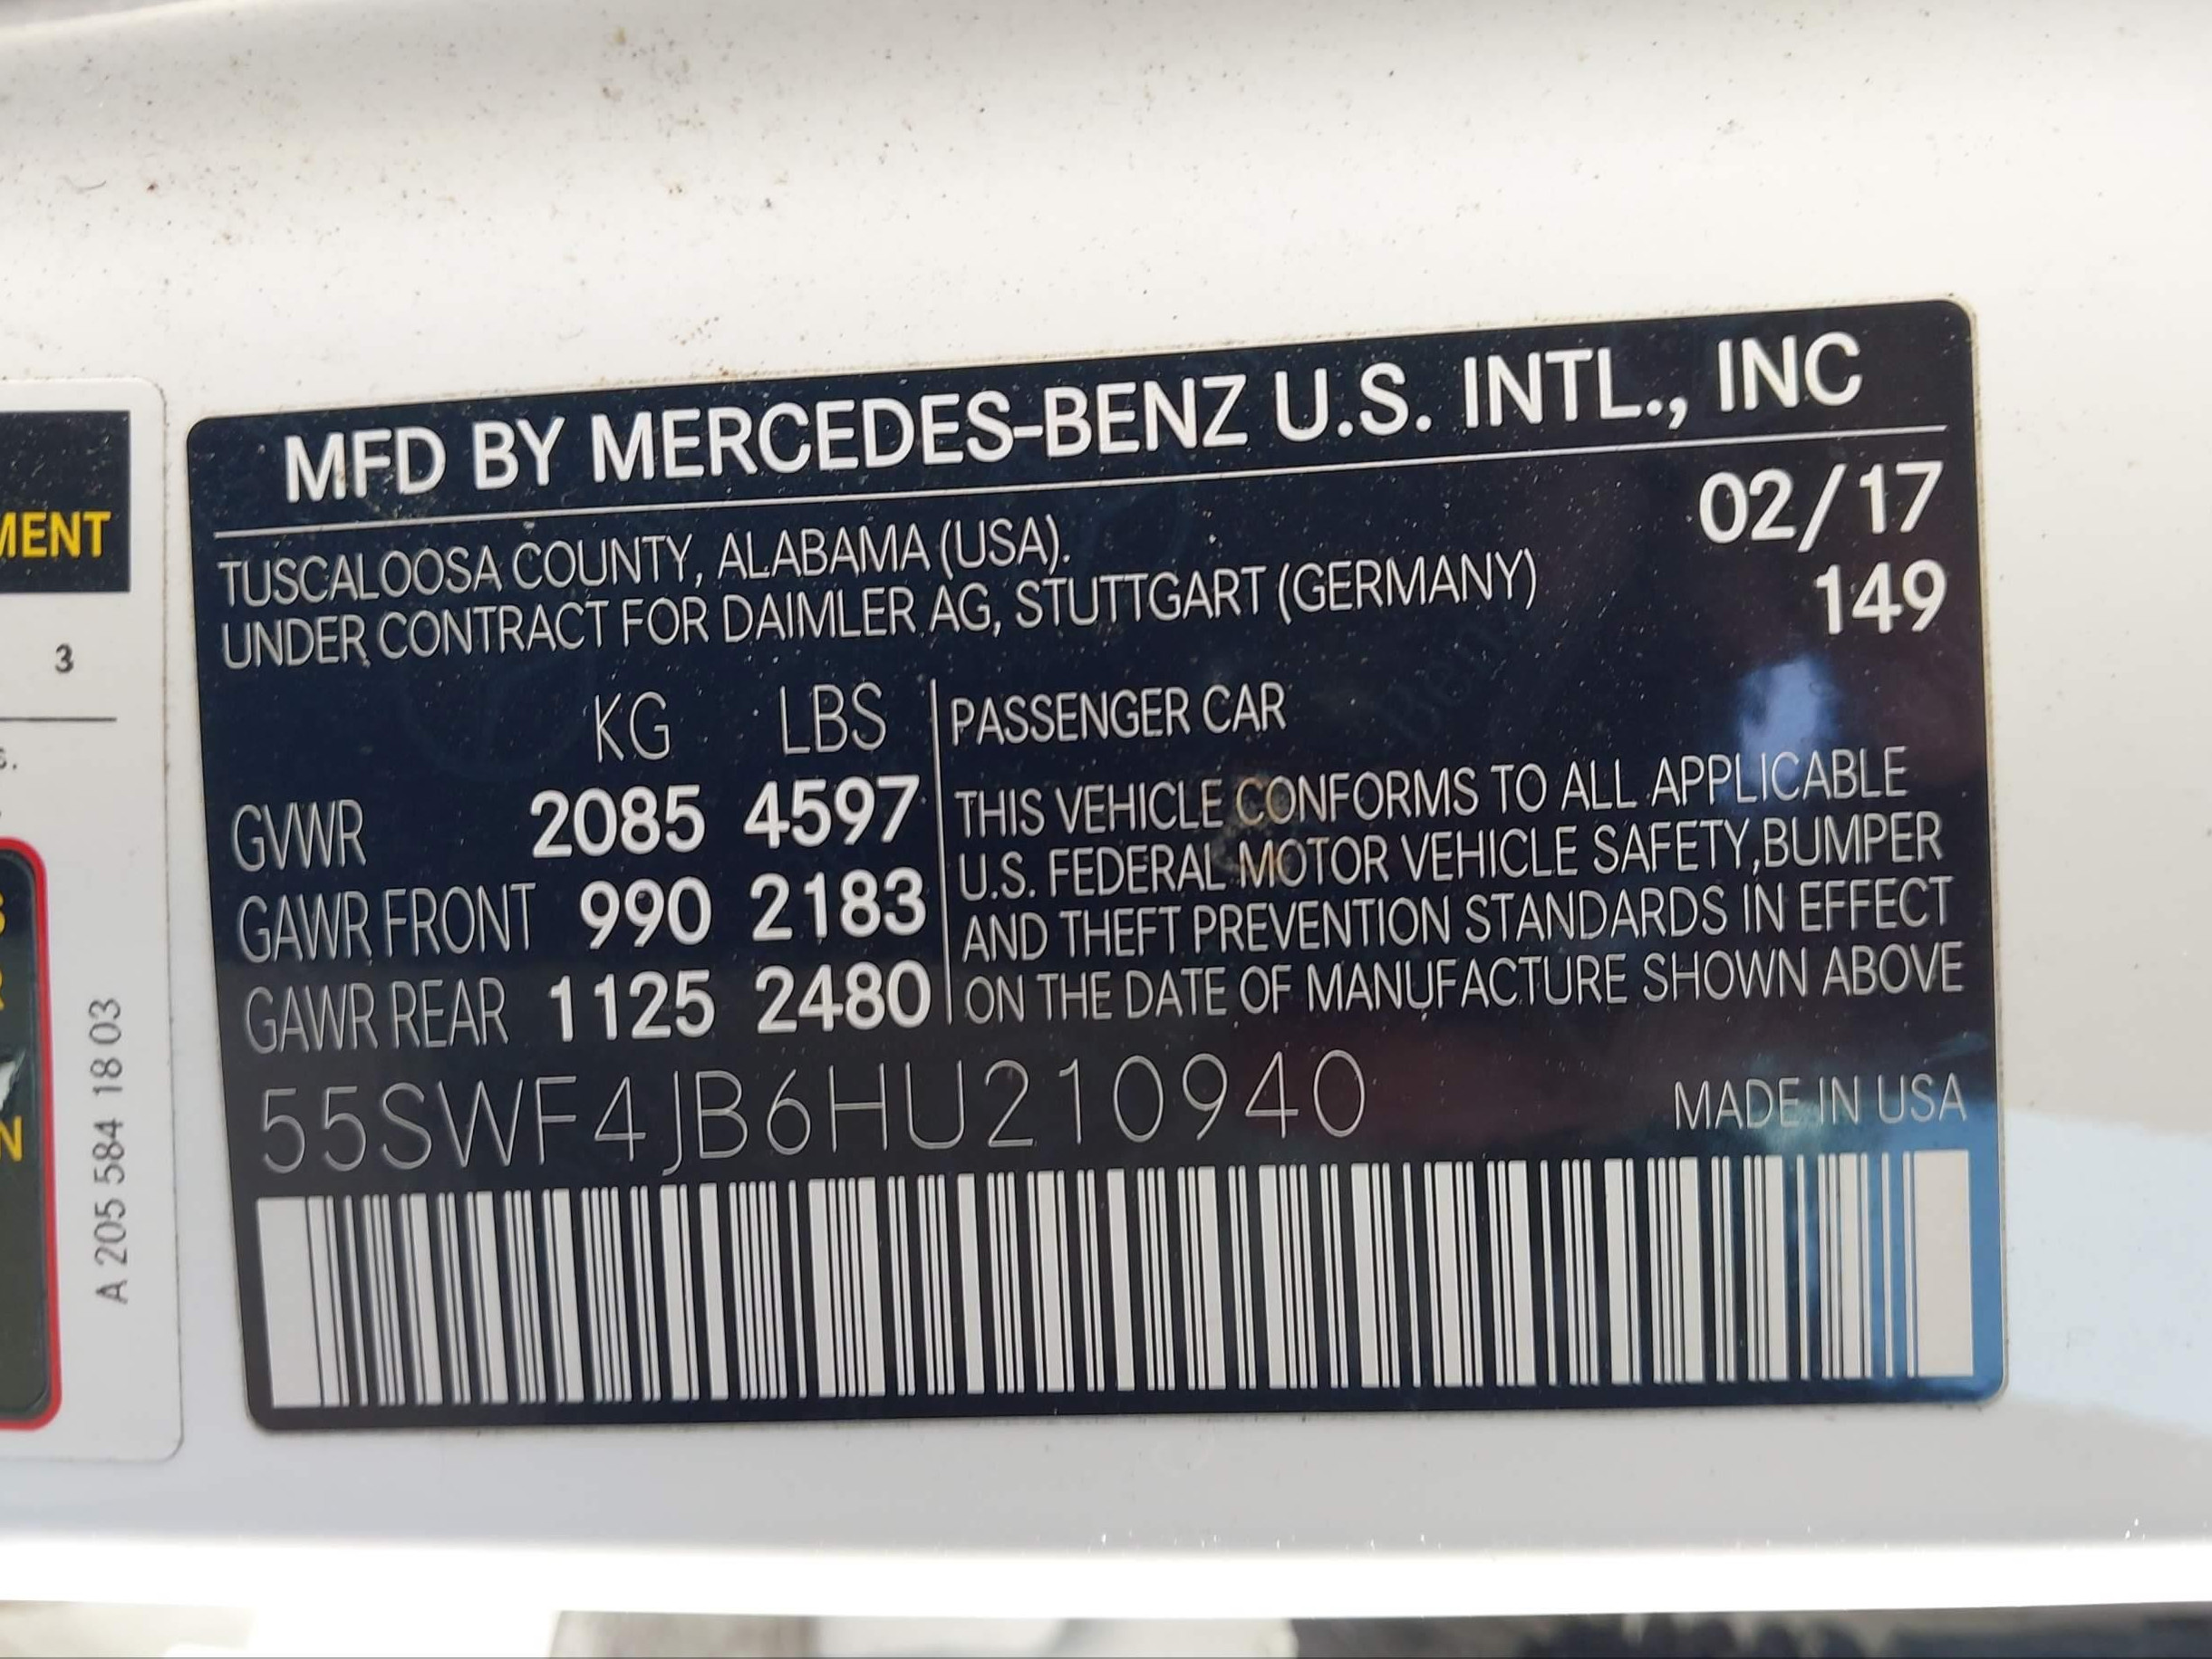 MENT
3
A 205 584 18 03
MFD BY MERCEDES-BENZ U.S. INTL., INC
02/17
TUSCALOOSA COUNTY, ALABAMA (USA).
UNDER CONTRACT FOR DAIMLER AG, STUTTGART (GERMANY)
149
KG LBS
GVWR 2085 4597
GAWR FRONT 990 2183
GAWR REAR 1125 2480
PASSENGER CAR
THIS VEHICLE CONFORMS TO ALL APPLICABLE
U.S. FEDERAL MOTOR VEHICLE SAFETY,BUMPER
AND THEFT PREVENTION STANDARDS IN EFFECT
ON THE DATE OF MANUFACTURE SHOWN ABOVE
55SWF4JB6HU210940
MADE IN USA